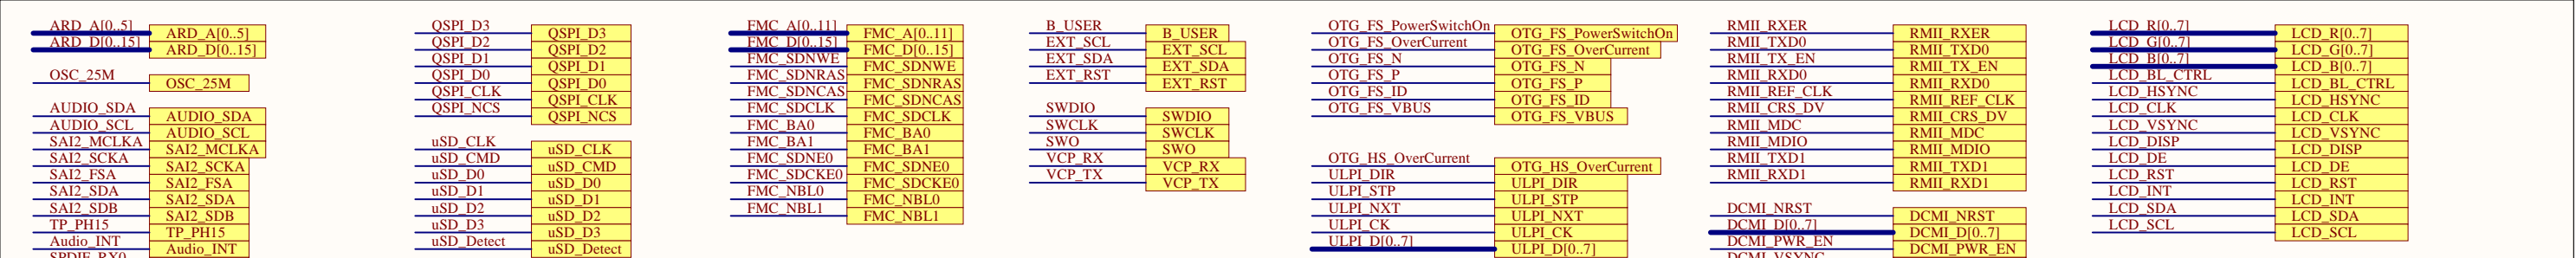 ARD_A[0..5] ARD_A[0..5]
ARD_D[0..15] ARD_D[0..15]
OSC_25M OSC_25M
AUDIO_SDA AUDIO_SDA
AUDIO_SCL AUDIO_SCL
SAI2_MCLKA SAI2_MCLKA
SAI2_SCKA SAI2_SCKA
SAI2_FSA SAI2_FSA
SAI2_SDA SAI2_SDA
SAI2_SDB SAI2_SDB
TP_PH15 TP_PH15
Audio_INT Audio_INT
SPDIF_RX0
QSPI_D3 QSPI_D3
QSPI_D2 QSPI_D2
QSPI_D1 QSPI_D1
QSPI_D0 QSPI_D0
QSPI_CLK QSPI_CLK
QSPI_NCS QSPI_NCS
uSD_CLK uSD_CLK
uSD_CMD uSD_CMD
uSD_D0 uSD_D0
uSD_D1 uSD_D1
uSD_D2 uSD_D2
uSD_D3 uSD_D3
uSD_Detect uSD_Detect
FMC_A[0..11] FMC_A[0..11]
FMC_D[0..15] FMC_D[0..15]
FMC_SDNWE FMC_SDNWE
FMC_SDNRAS FMC_SDNRAS
FMC_SDNCAS FMC_SDNCAS
FMC_SDCLK FMC_SDCLK
FMC_BA0 FMC_BA0
FMC_BA1 FMC_BA1
FMC_SDNE0 FMC_SDNE0
FMC_SDCKE0 FMC_SDCKE0
FMC_NBL0 FMC_NBL0
FMC_NBL1 FMC_NBL1
B_USER B_USER
EXT_SCL EXT_SCL
EXT_SDA EXT_SDA
EXT_RST EXT_RST
SWDIO SWDIO
SWCLK SWCLK
SWO SWO
VCP_RX VCP_RX
VCP_TX VCP_TX
OTG_FS_PowerSwitchOn OTG_FS_PowerSwitchOn
OTG_FS_OverCurrent OTG_FS_OverCurrent
OTG_FS_N OTG_FS_N
OTG_FS_P OTG_FS_P
OTG_FS_ID OTG_FS_ID
OTG_FS_VBUS OTG_FS_VBUS
OTG_HS_OverCurrent OTG_HS_OverCurrent
ULPI_DIR ULPI_DIR
ULPI_STP ULPI_STP
ULPI_NXT ULPI_NXT
ULPI_CK ULPI_CK
ULPI_D[0..7] ULPI_D[0..7]
RMII_RXER RMII_RXER
RMII_TXD0 RMII_TXD0
RMII_TX_EN RMII_TX_EN
RMII_RXD0 RMII_RXD0
RMII_REF_CLK RMII_REF_CLK
RMII_CRS_DV RMII_CRS_DV
RMII_MDC RMII_MDC
RMII_MDIO RMII_MDIO
RMII_TXD1 RMII_TXD1
RMII_RXD1 RMII_RXD1
DCMI_NRST DCMI_NRST
DCMI_D[0..7] DCMI_D[0..7]
DCMI_PWR_EN DCMI_PWR_EN
DCMI_VSYNC
LCD_R[0..7] LCD_R[0..7]
LCD_G[0..7] LCD_G[0..7]
LCD_B[0..7] LCD_B[0..7]
LCD_BL_CTRL LCD_BL_CTRL
LCD_HSYNC LCD_HSYNC
LCD_CLK LCD_CLK
LCD_VSYNC LCD_VSYNC
LCD_DISP LCD_DISP
LCD_DE LCD_DE
LCD_RST LCD_RST
LCD_INT LCD_INT
LCD_SDA LCD_SDA
LCD_SCL LCD_SCL